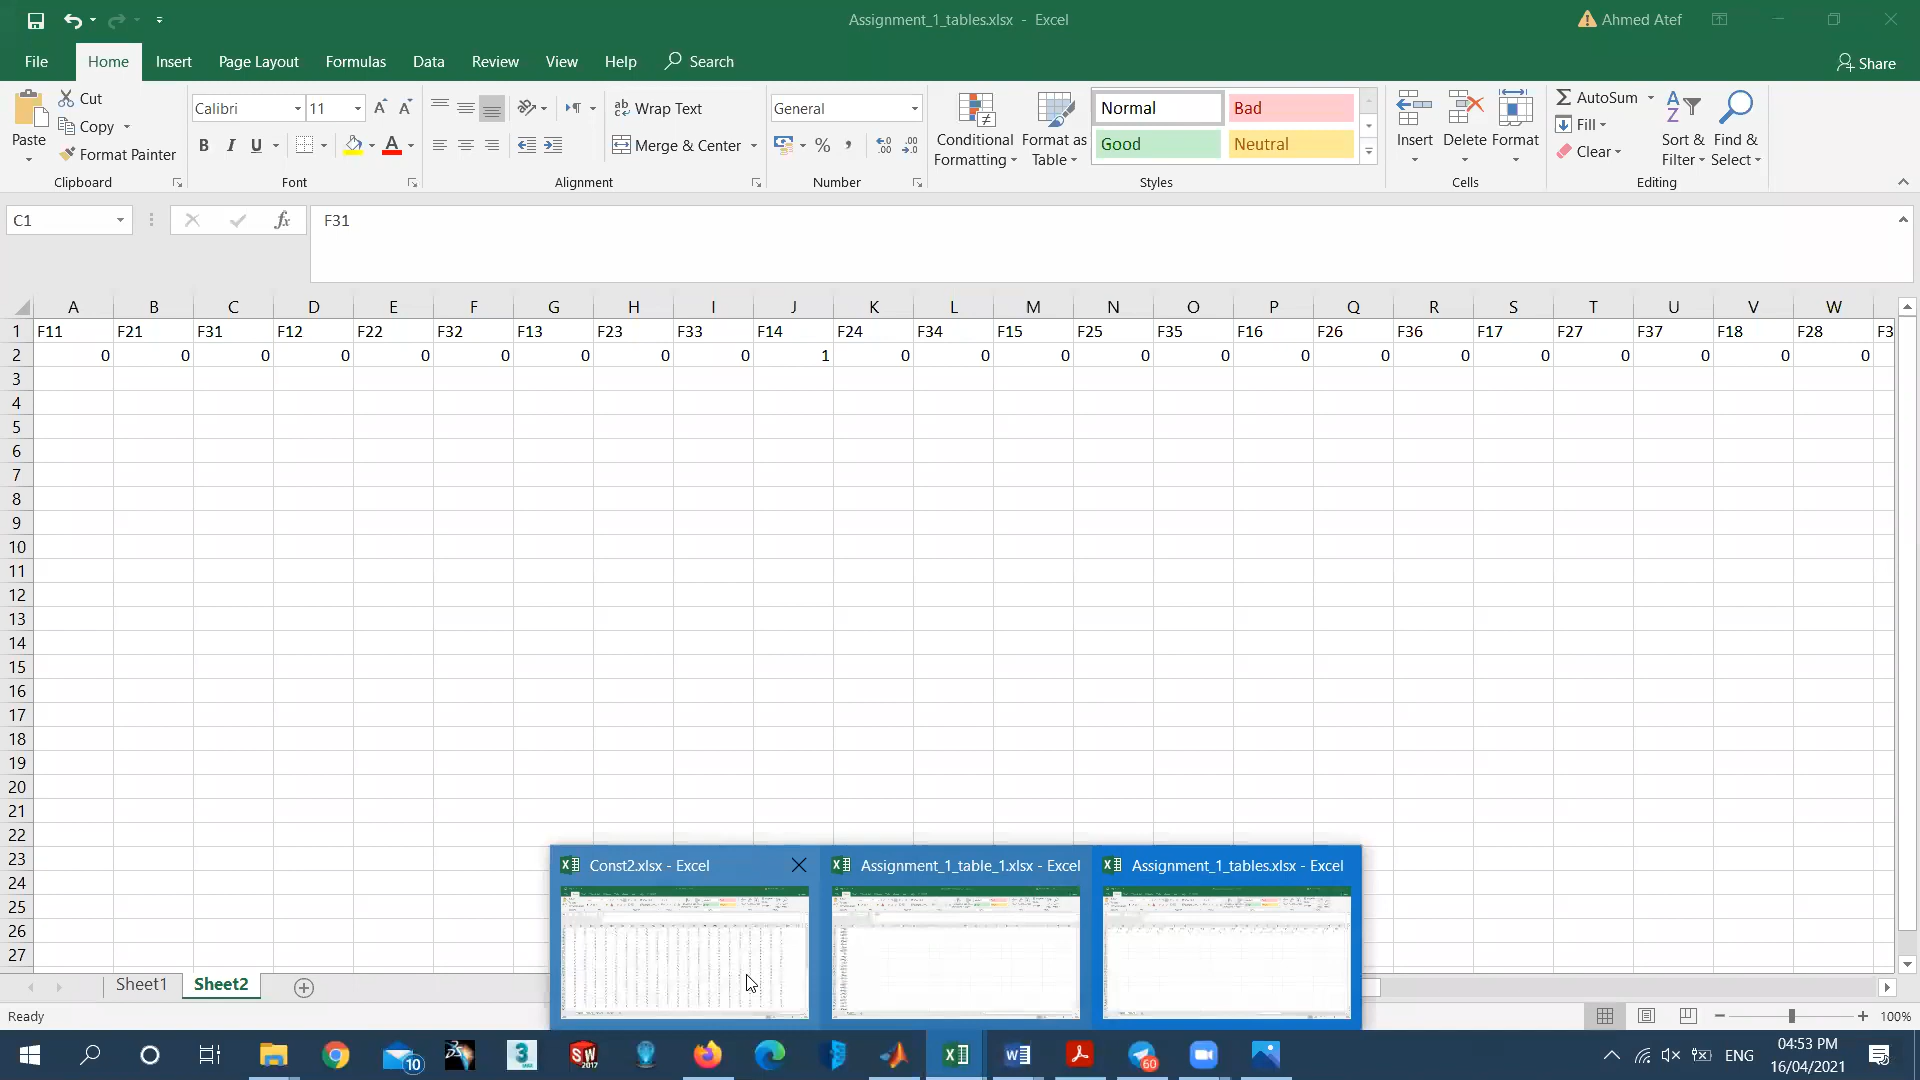 Assignment_1_tables.xlsx - Excel
Ahmed Atef
File Home Insert Page Layout Formulas Data Review View Help Search
Share
Paste
Cut
Copy
Format Painter
Clipboard
Calibri 11
B I U
Font
Wrap Text
Merge & Center
Alignment
General
Number
Conditional Formatting
Format as Table
Normal Bad
Good Neutral
Styles
Insert Delete Format
Cells
AutoSum
Fill
Clear
Sort & Filter
Find & Select
Editing
C1 fx F31
A B C D E F G H I J K L M N O P Q R S T U V W
1 F11 F21 F31 F12 F22 F32 F13 F23 F33 F14 F24 F34 F15 F25 F35 F16 F26 F36 F17 F27 F37 F18 F28 F3
2 0 0 0 0 0 0 0 0 0 1 0 0 0 0 0 0 0 0 0 0 0 0 0
3
4
5
6
7
8
9
10
11
12
13
14
15
16
17
18
19
20
21
22
23
24
25
26
27
Const2.xlsx - Excel
Assignment_1_table_1.xlsx - Excel
Assignment_1_tables.xlsx - Excel
Sheet1 Sheet2
Ready
100%
10
3
SW 2017
60
ENG
04:53 PM
16/04/2021